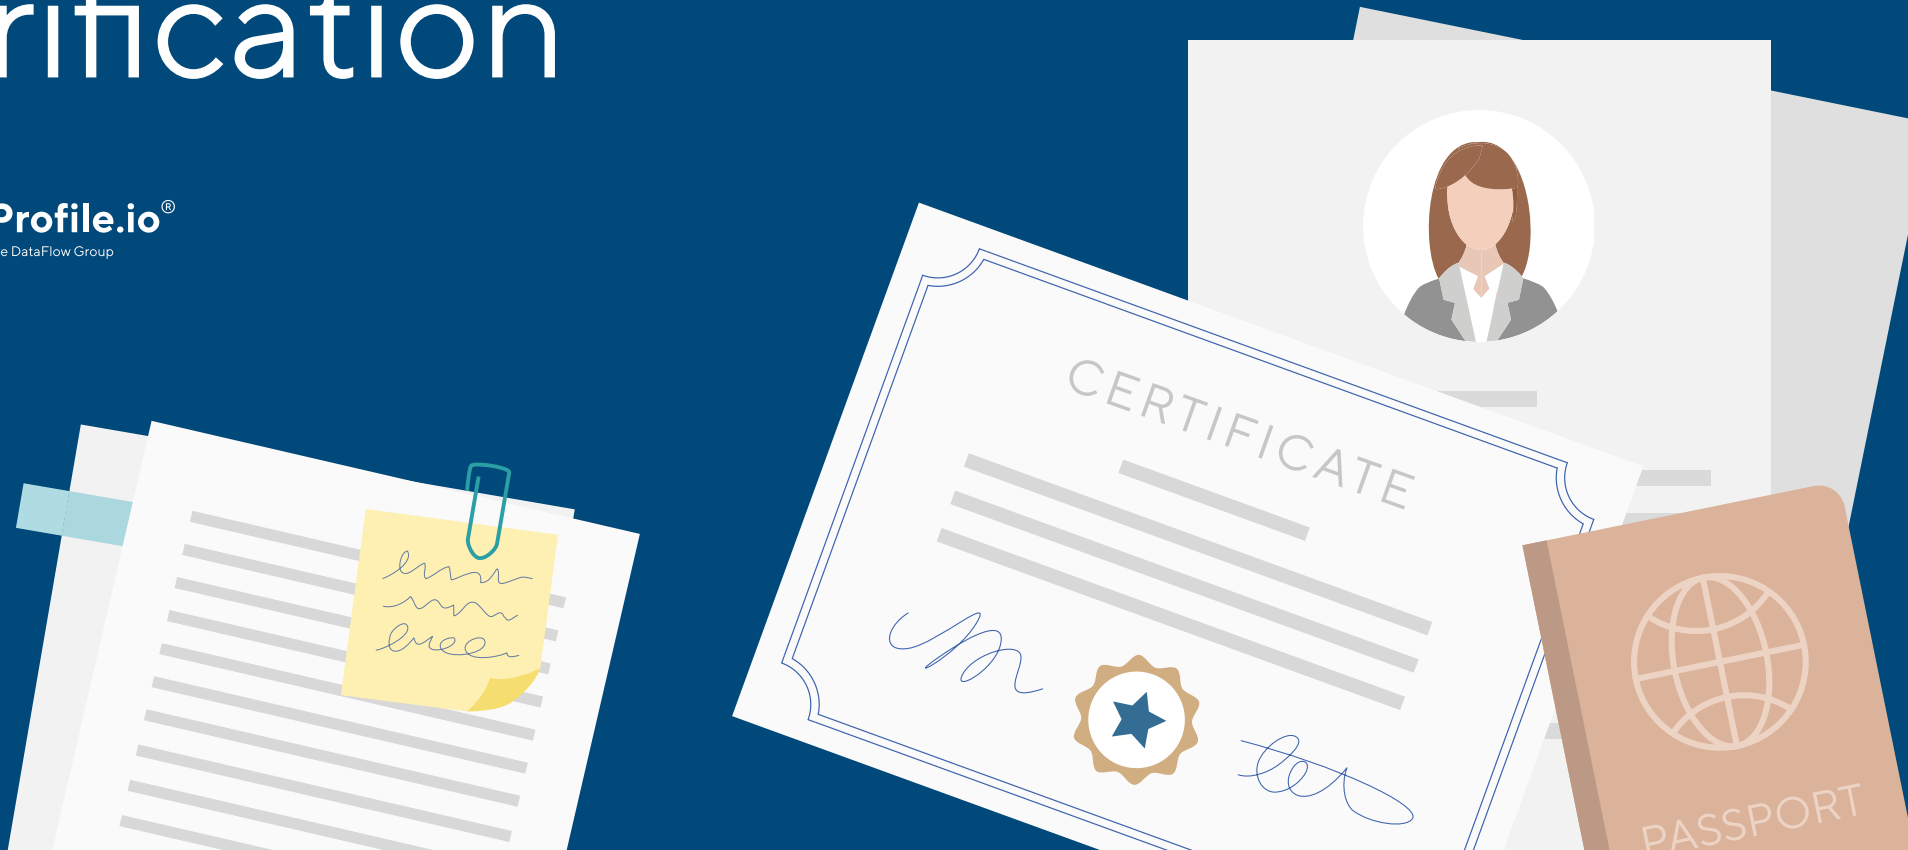 rification
Profile.io®
e DataFlow Group
CERTIFICATE
PASSPORT